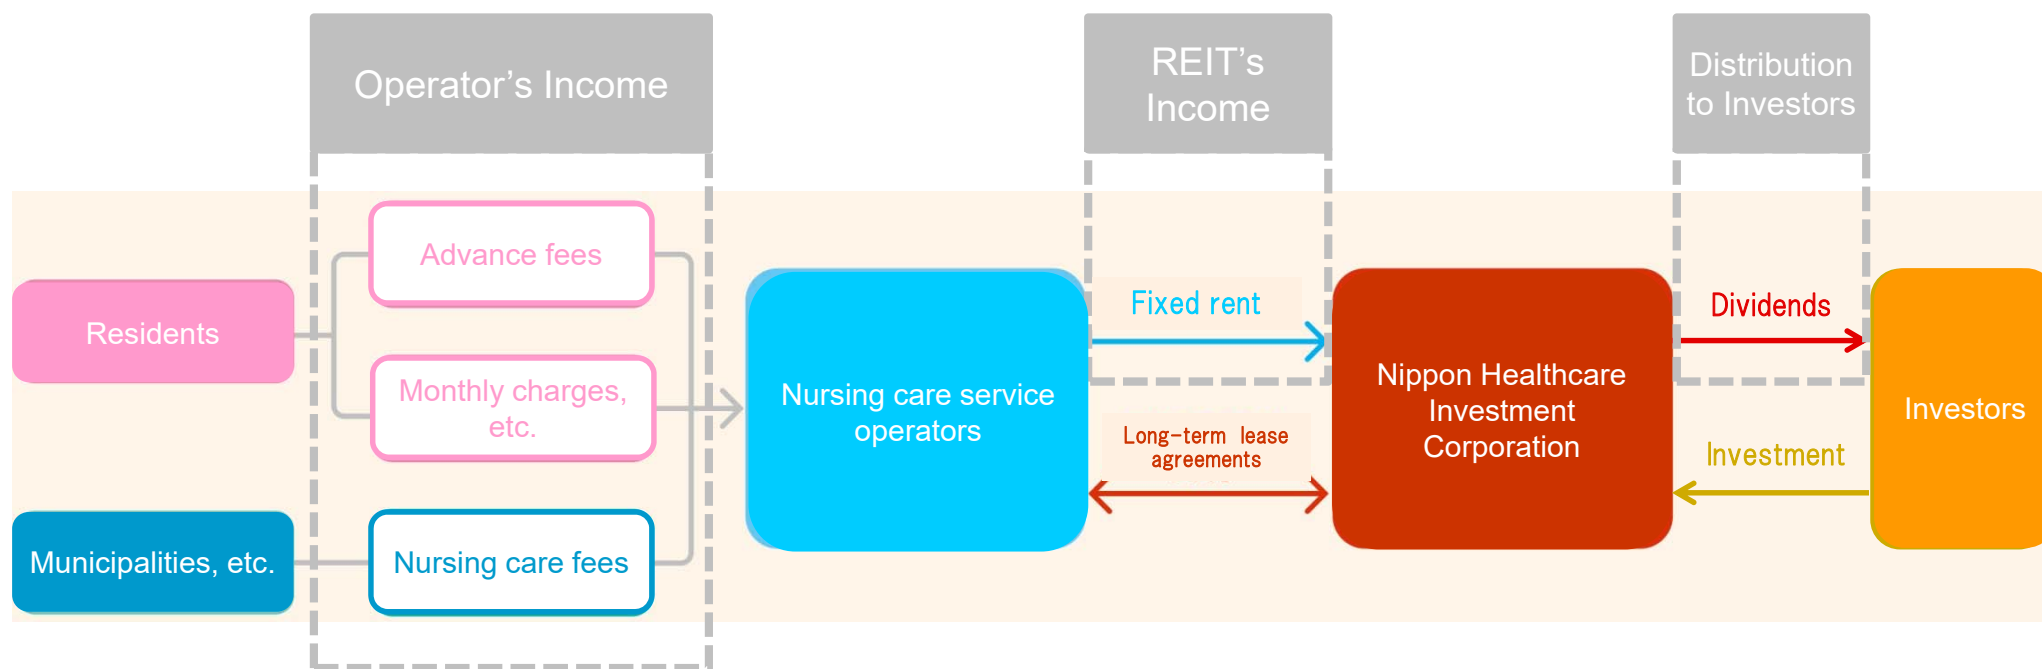 Operator's Income
REIT's
Income
Distribution
to Investors
Residents
Advance fees
Monthly charges,
etc.
Municipalities, etc.
Nursing care fees
Nursing care service
operators
Fixed rent
Long-term lease
agreements
Nippon Healthcare
Investment
Corporation
Dividends
Investment
Investors